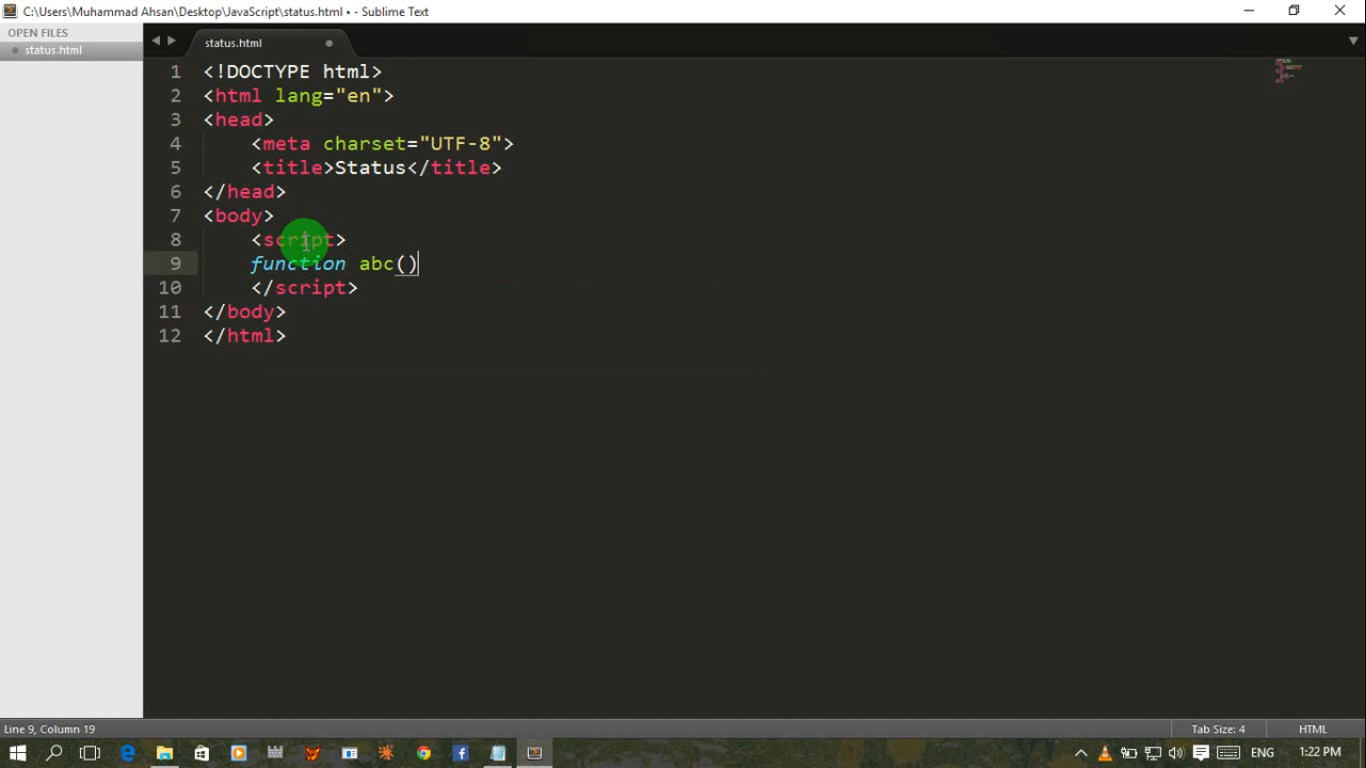 C:\Users\Muhammad Ahsan\Desktop\JavaScript\status.html • - Sublime Text
OPEN FILES
status.html
status.html
1 <!DOCTYPE html>
2 <html lang="en">
3 <head>
4 <meta charset="UTF-8">
5 <title>Status</title>
6 </head>
7 <body>
8 <script>
9 function abc()
10 </script>
11 </body>
12 </html>
Line 9, Column 19
Tab Size: 4
HTML
ENG
1:22 PM